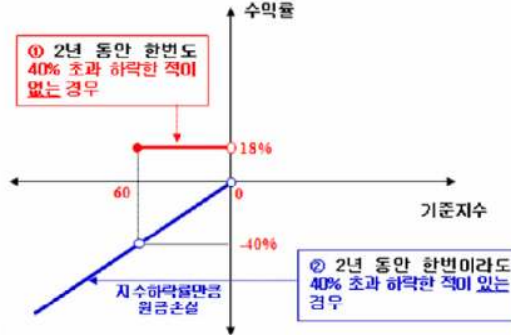 수익률
① 2년 동안 한번도
40% 초과 하락한 적이
없는 경우
18%
60
0
기준지수
-40%
지수하락률만큼
원금손실
② 2년 동안 한번이라도
40% 초과 하락한 적이 있는
경우